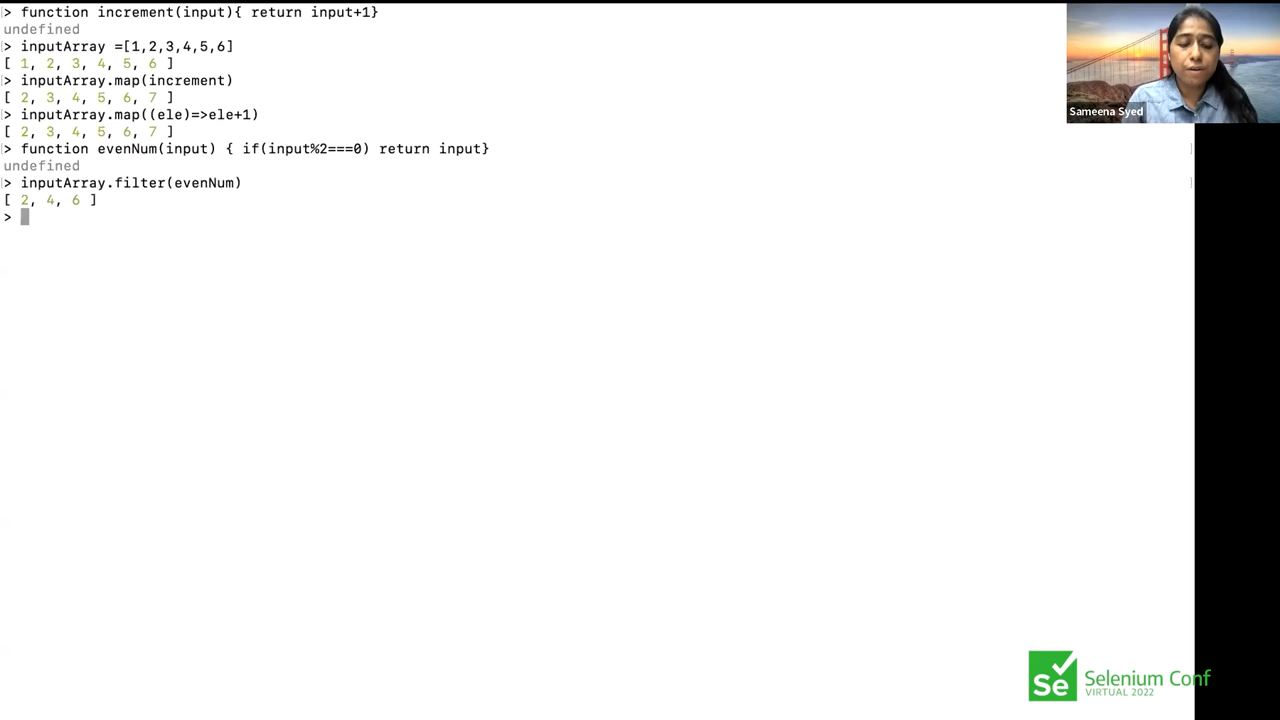 > function increment(input){ return input+1}
undefined
> inputArray =[1,2,3,4,5,6]
[ 1, 2, 3, 4, 5, 6 ]
> inputArray.map(increment)
[ 2, 3, 4, 5, 6, 7 ]
> inputArray.map((ele)=>ele+1)
[ 2, 3, 4, 5, 6, 7 ]
> function evenNum(input) { if(input%2===0) return input}
undefined
> inputArray.filter(evenNum)
[ 2, 4, 6 ]
>
Sameena Syed
Se
Selenium Conf
VIRTUAL 2022